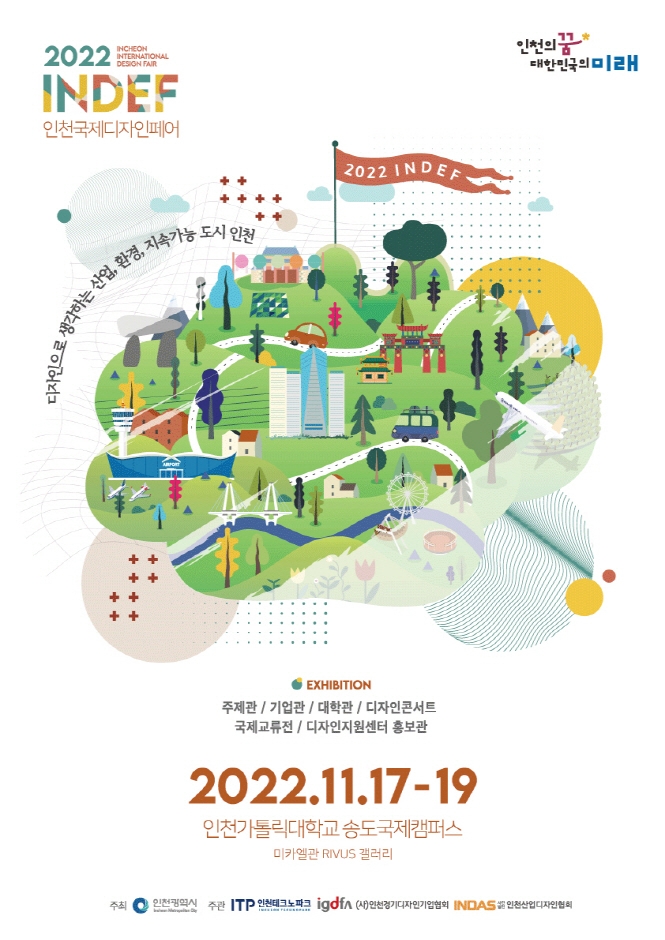 2022 INCHEON
INTERNATIONAL
DESIGN FAIR
INDEF
인천국제디자인페어
인천의꿈
대한민국의미래
2022 INDEF
디자인으로 생각하는 산업, 환경, 지속가능 도시 인천
AIRPORT
EXHIBITION
주제관 / 기업관 / 대학관 / 디자인콘서트
국제교류전 / 디자인지원센터 홍보관
2022.11.17-19
인천가톨릭대학교 송도국제캠퍼스
미카엘관 RIVUS 갤러리
주최 인천광역시 주관 ITP 인천테크노파크 igdfa (사)인천경기디자인기업협회 INDAS 인천산업디자인협회
Incheon Metropolitan City